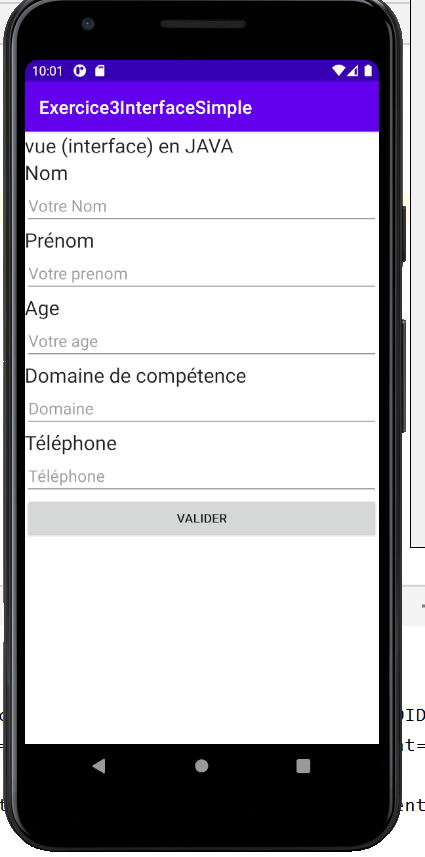 10:01
Exercice3InterfaceSimple
vue (interface) en JAVA
Nom
Votre Nom
Prénom
Votre prenom
Age
Votre age
Domaine de compétence
Domaine
Téléphone
Téléphone
VALIDER